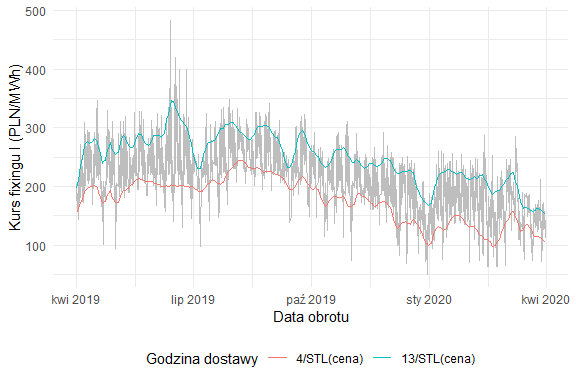 Kurs fixingu I (PLN/MWh)
500
400
300
200
100
kwi 2019
lip 2019
paź 2019
sty 2020
kwi 2020
Data obrotu
Godzina dostawy
4/STL(cena)
13/STL(cena)